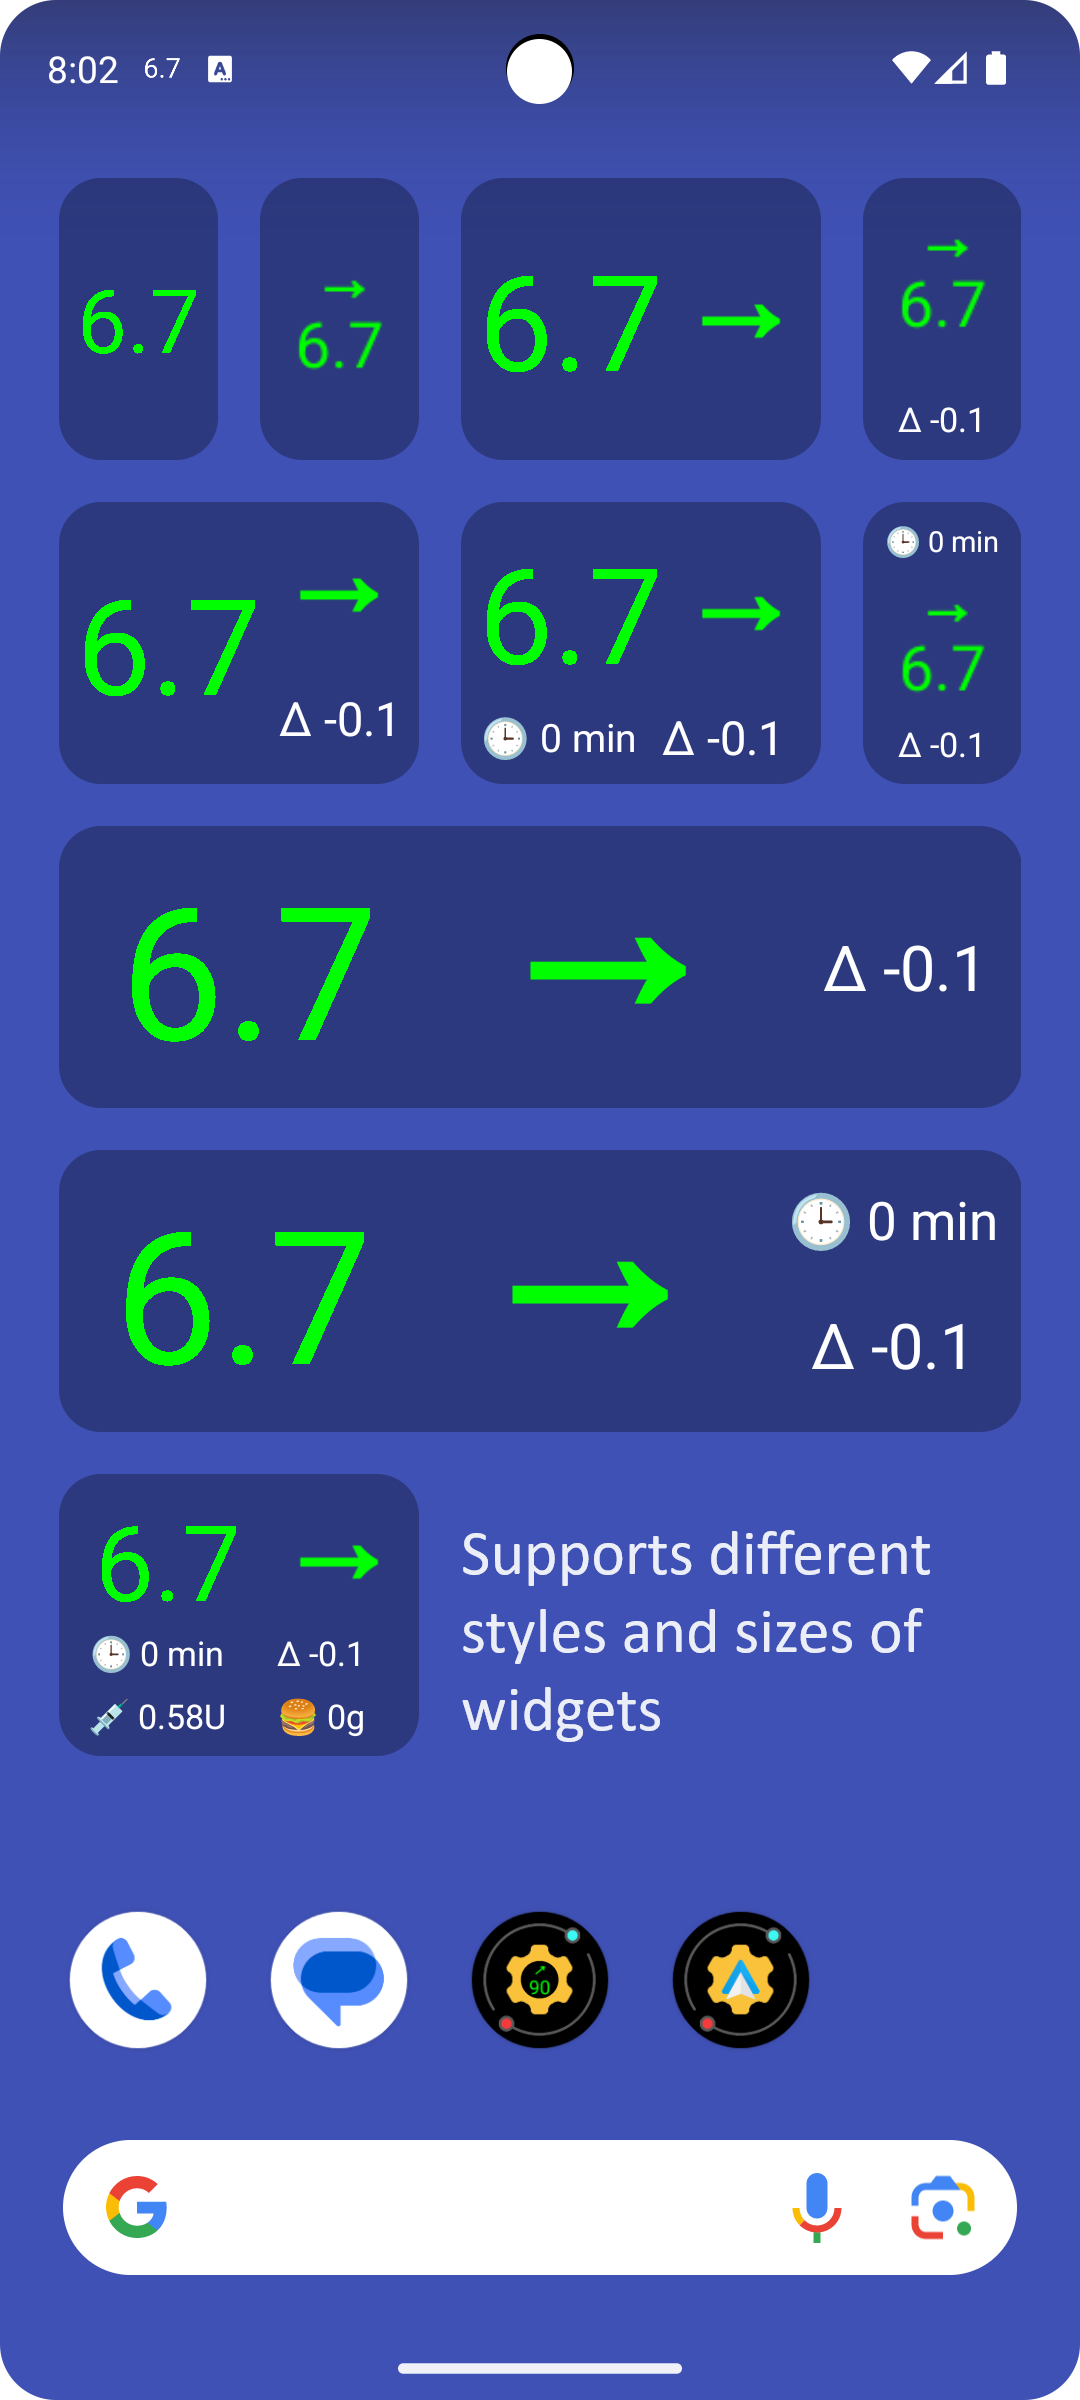 8:02 6.7 A
6.7
→
6.7
6.7 →
→
6.7
Δ -0.1
6.7 →
Δ -0.1
6.7 →
🕒 0 min Δ -0.1
🕒 0 min
→
6.7
Δ -0.1
6.7 → Δ -0.1
6.7 →
🕒 0 min
Δ -0.1
6.7 →
🕒 0 min Δ -0.1
💉 0.58U 🍔 0g
Supports different
styles and sizes of
widgets
90
G